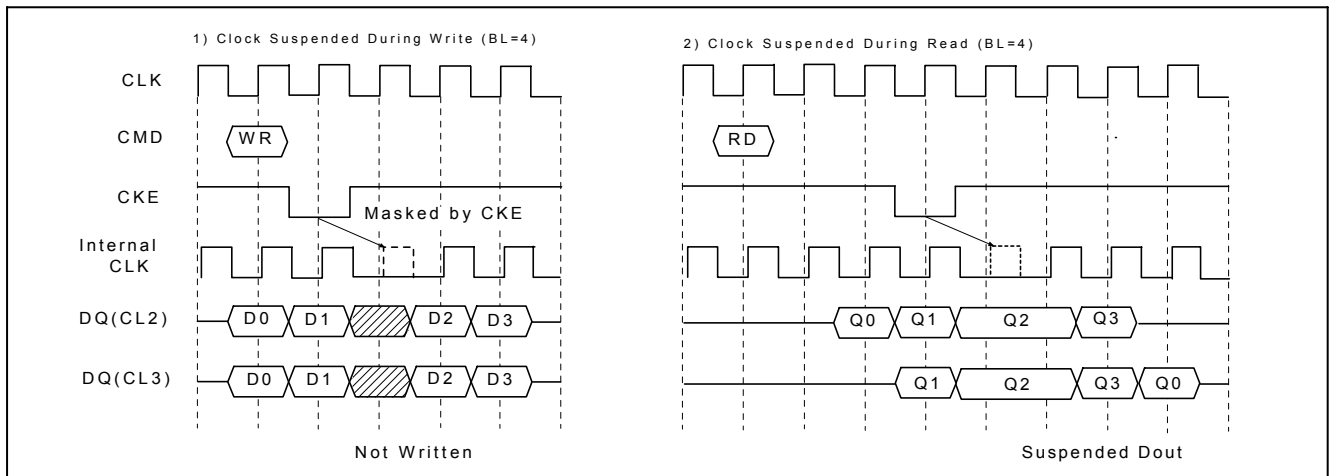 1) Clock Suspended During Write (BL=4)
2) Clock Suspended During Read (BL=4)
CLK
CMD
WR
RD
CKE
Masked by CKE
Internal
CLK
DQ(CL2)
D0 D1 D2 D3
Q0 Q1 Q2 Q3
DQ(CL3)
D0 D1 D2 D3
Q1 Q2 Q3 Q0
Not Written
Suspended Dout